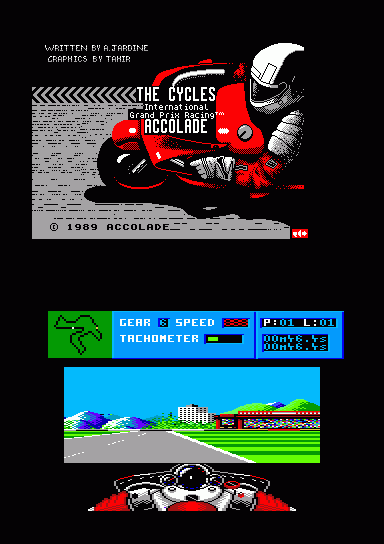 WRITTEN BY A.JARDINE
GRAPHICS BY TAHIR
THE CYCLES
International
Grand Prix Racing™
ACCOLADE
© 1989 ACCOLADE
GEAR 6 SPEED
P:01 L:01
TACHOMETER